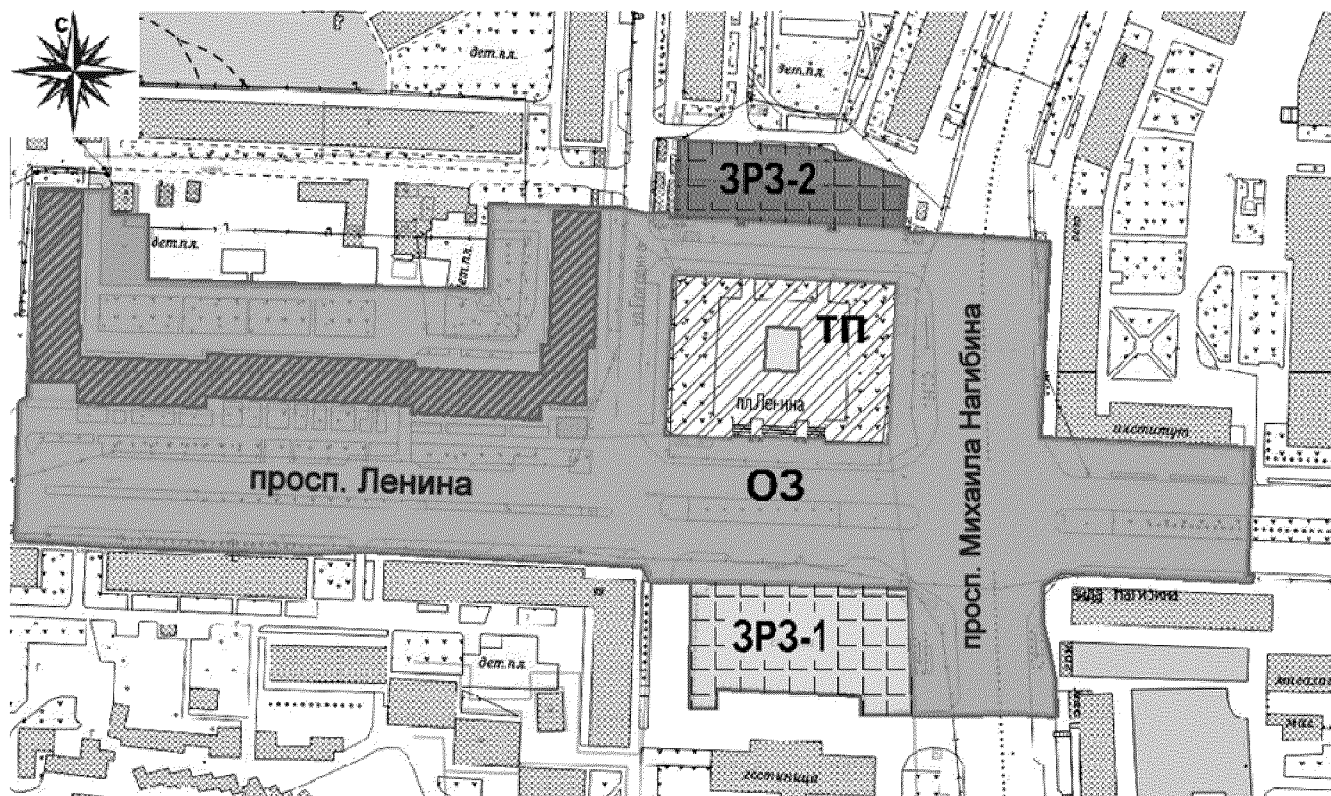 С
дет.пл.
дет.пл.
ЗРЗ-2
дет.пл.
ТП
пл.Ленина
просп. Михаила Нагибина
институт
просп. Ленина
ОЗ
ЗРЗ-1
дет.пл.
гостиница
маг